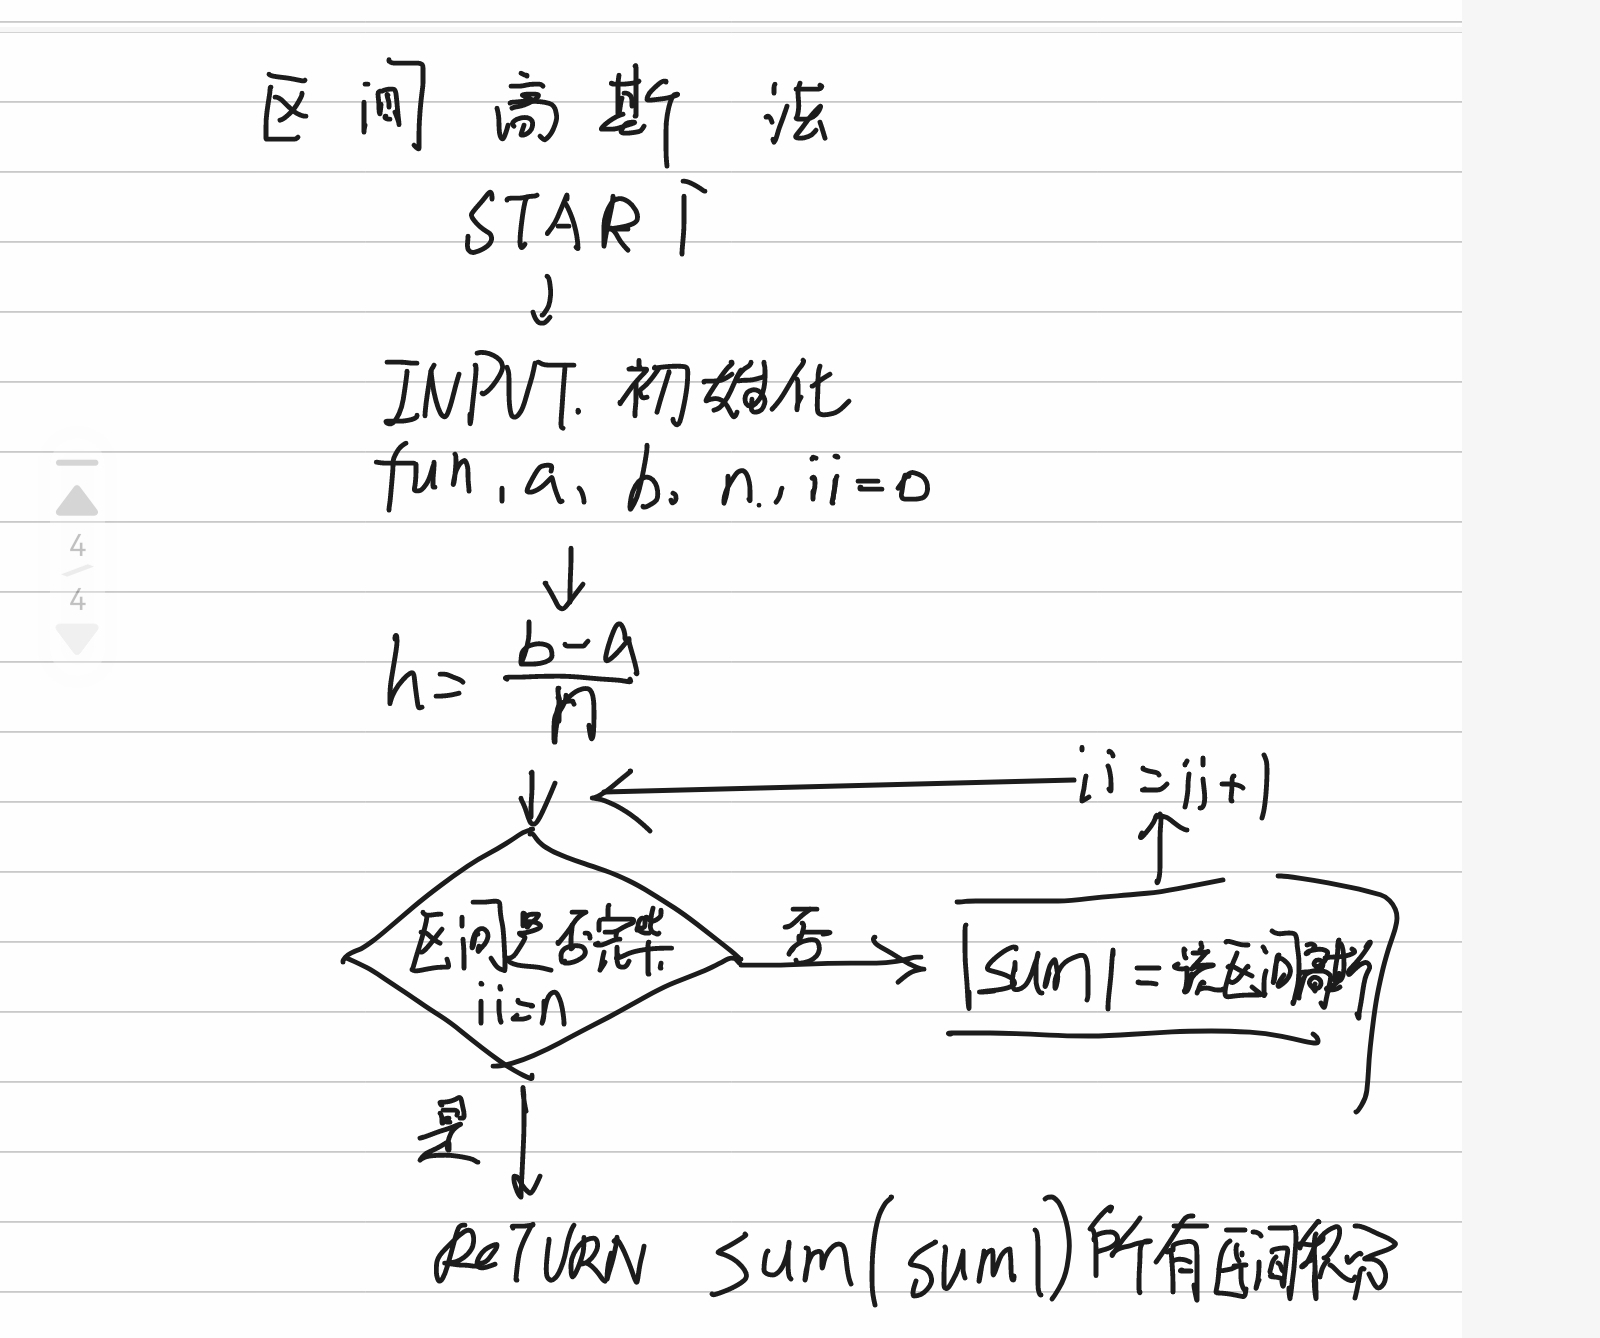 区间高斯法
START
INPUT. 初始化
fun, a, b, n, ii=0
h= b-a
n
ii=ii+1
区间是否完毕
ii=n
否
sum1=该区间高斯
是
ReTURN sum(sum1)所有区间积分
4
4